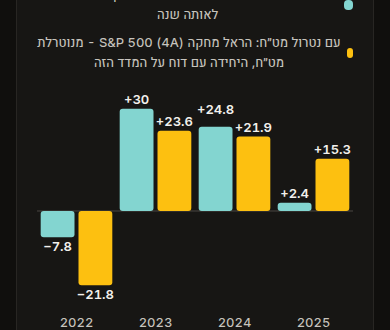 לאותה שנה
עם נטרול מט״ח: הראל מחקה S&P 500 (4A) - מנוטרלת
מט״ח, היחידה עם דוח על המדד הזה
+30
+23.6
+24.8
+21.9
+15.3
+2.4
−7.8
−21.8
2022 2023 2024 2025